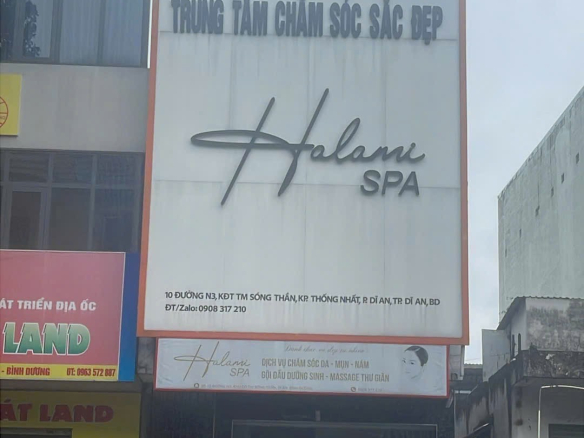 TRUNG TÂM CHĂM SÓC SẮC ĐẸP
Halami
SPA
10 ĐƯỜNG N3, KĐT TM SÓNG THẦN, KP. THỐNG NHẤT, P. DĨ AN, TP. DĨ AN, BD
ĐT/Zalo: 0908 317 210
ÁT TRIỂN ĐỊA ỐC
LAND
- BÌNH DƯƠNG ĐT: 0963 572 887
Halami
SPA
DỊCH VỤ CHĂM SÓC DA - MỤN - NÁM
GỘI ĐẦU DƯỠNG SINH - MASSAGE THƯ GIÃN
ÁT LAND